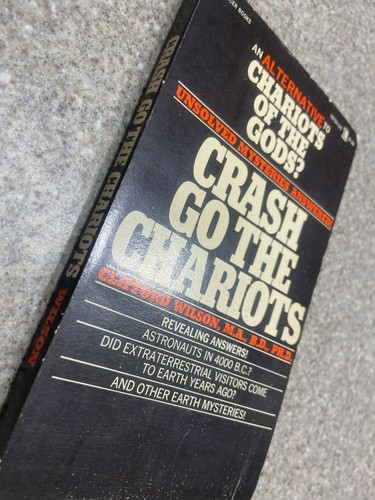 BOOKS
AN ALTERNATIVE TO
CHARIOTS
OF THE
GODS?
UNSOLVED MYSTERIES ANSWERED!
CRASH
GO THE
CHARIOTS
CLIFFORD WILSON, M.A., B.D., PH.D.
REVEALING ANSWERS!
ASTRONAUTS IN 4000 B.C.?
DID EXTRATERRESTRIAL VISITORS COME
TO EARTH YEARS AGO?
AND OTHER EARTH MYSTERIES!
CRASH GO THE CHARIOTS WILSON